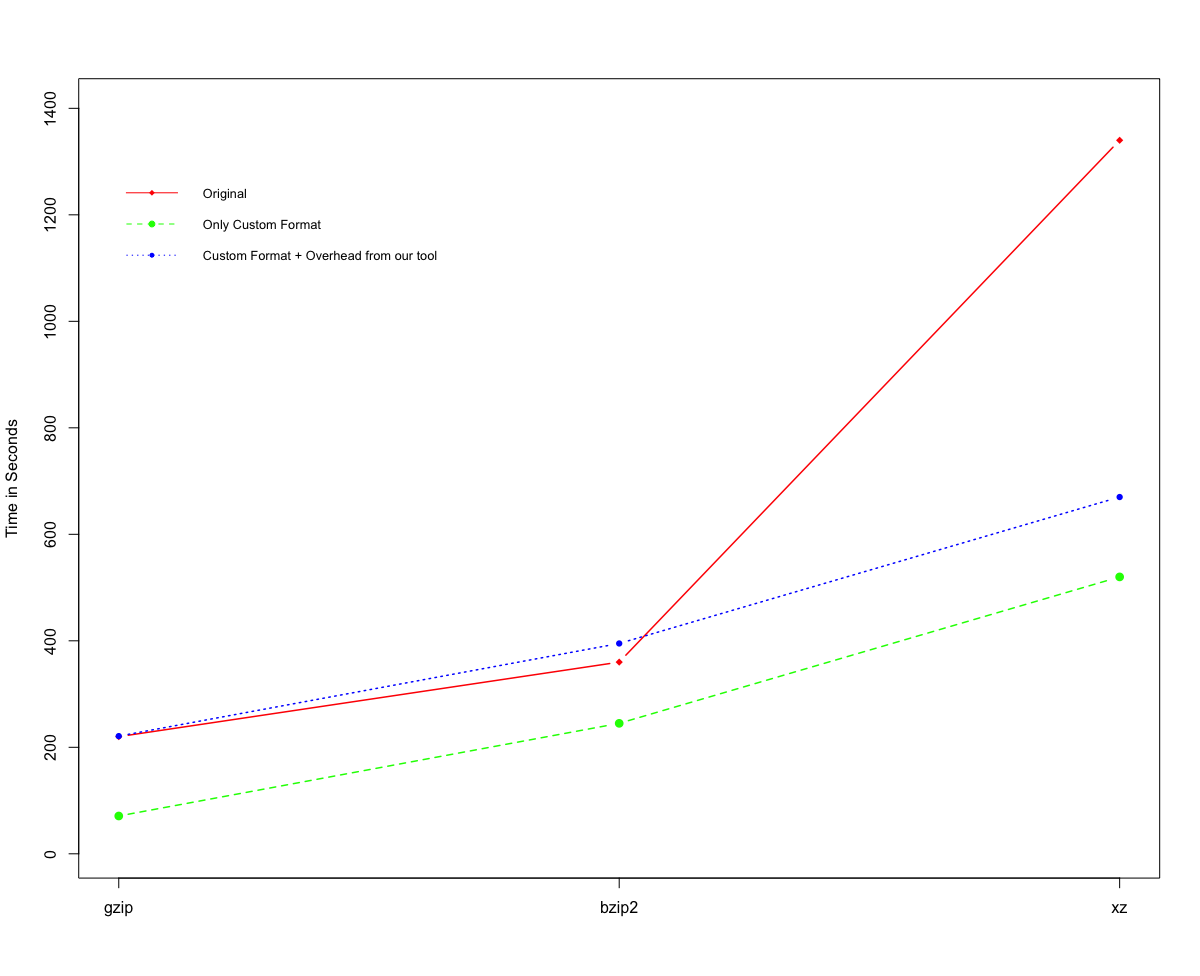 1400
1200
1000
800
600
400
200
0
Time in Seconds
Original
Only Custom Format
Custom Format + Overhead from our tool
gzip
bzip2
xz